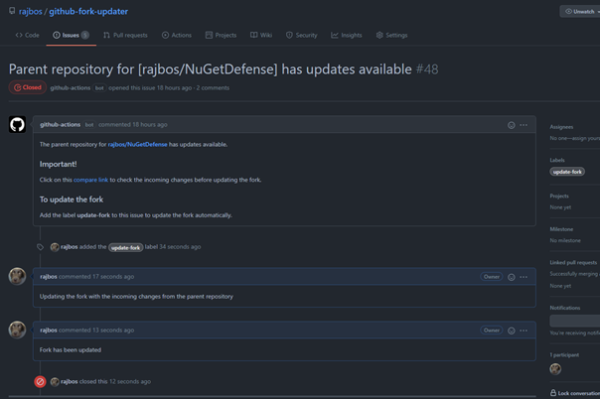 rajbos / github-fork-updater
Unwatch
Code
Issues 5
Pull requests
Actions
Projects
Wiki
Security
Insights
Settings
Parent repository for [rajbos/NuGetDefense] has updates available #48
Closed github-actions bot opened this issue 18 hours ago · 2 comments
github-actions bot commented 18 hours ago
The parent repository for rajbos/NuGetDefense has updates available.
Important!
Click on this compare link to check the incoming changes before updating the fork.
To update the fork
Add the label update-fork to this issue to update the fork automatically.
rajbos added the update-fork label 34 seconds ago
rajbos commented 17 seconds ago
Owner
Updating the fork with the incoming changes from the parent repository
rajbos commented 13 seconds ago
Owner
Fork has been updated
rajbos closed this 12 seconds ago
Assignees
No one—assign yours
Labels
update-fork
Projects
None yet
Milestone
No milestone
Linked pull requests
Successfully merging
None yet
Notifications
You're receiving notifi
1 participant
Lock conversation